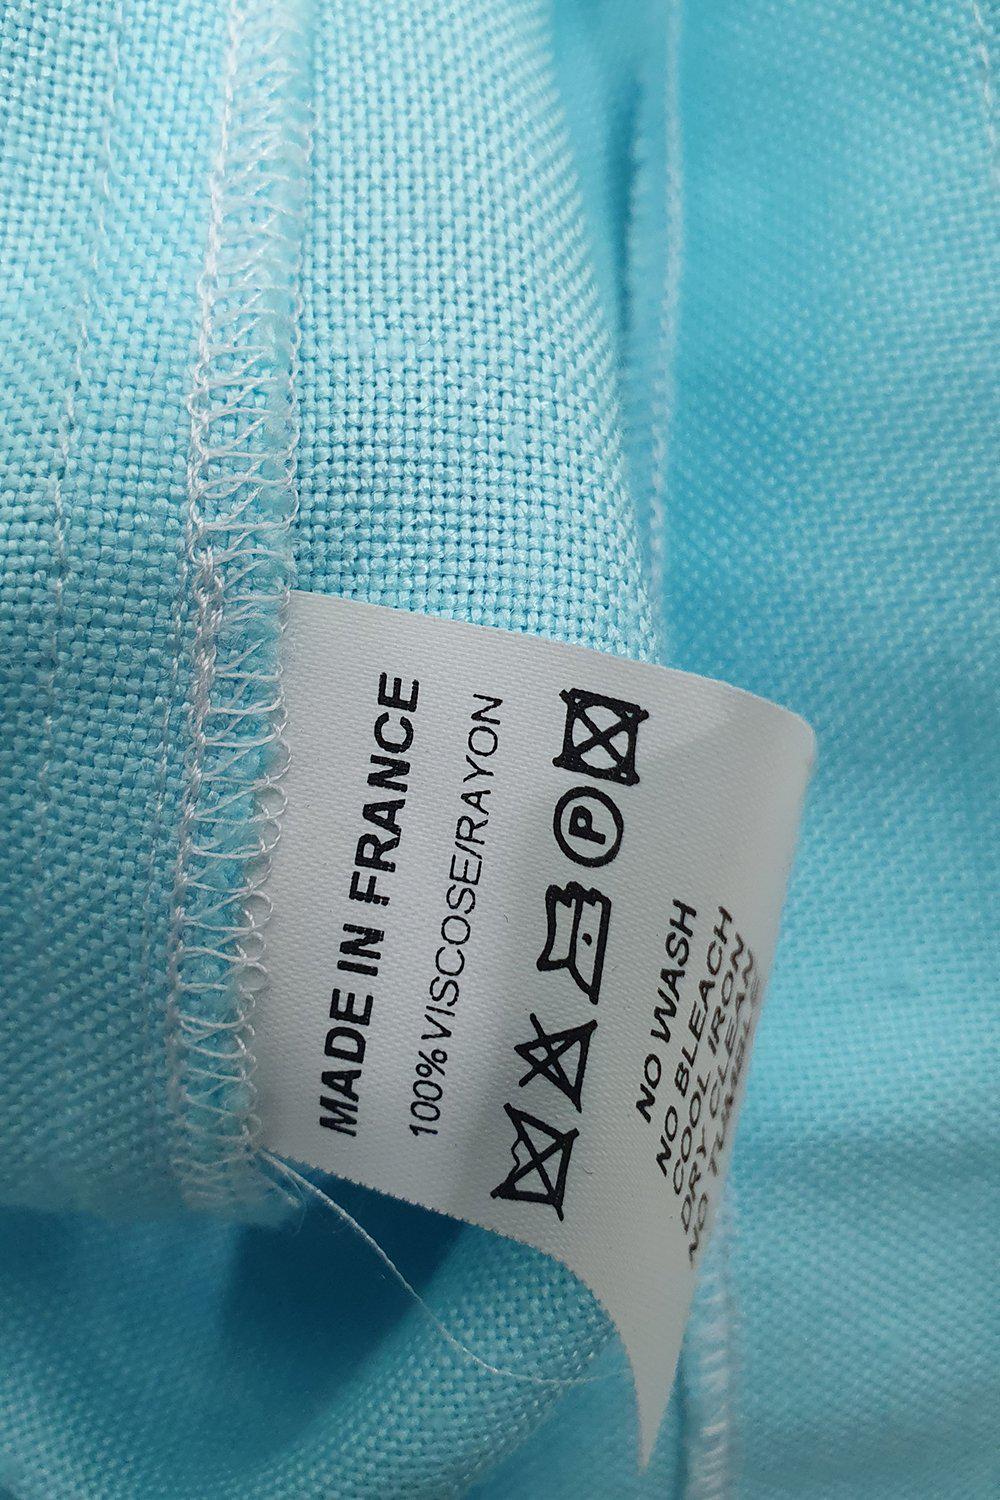 MADE IN FRANCE
100% VISCOSE/RAYON
P
NO WASH
NO BLEACH
COOL IRON
DRY CLEAN
NO TUMBLE